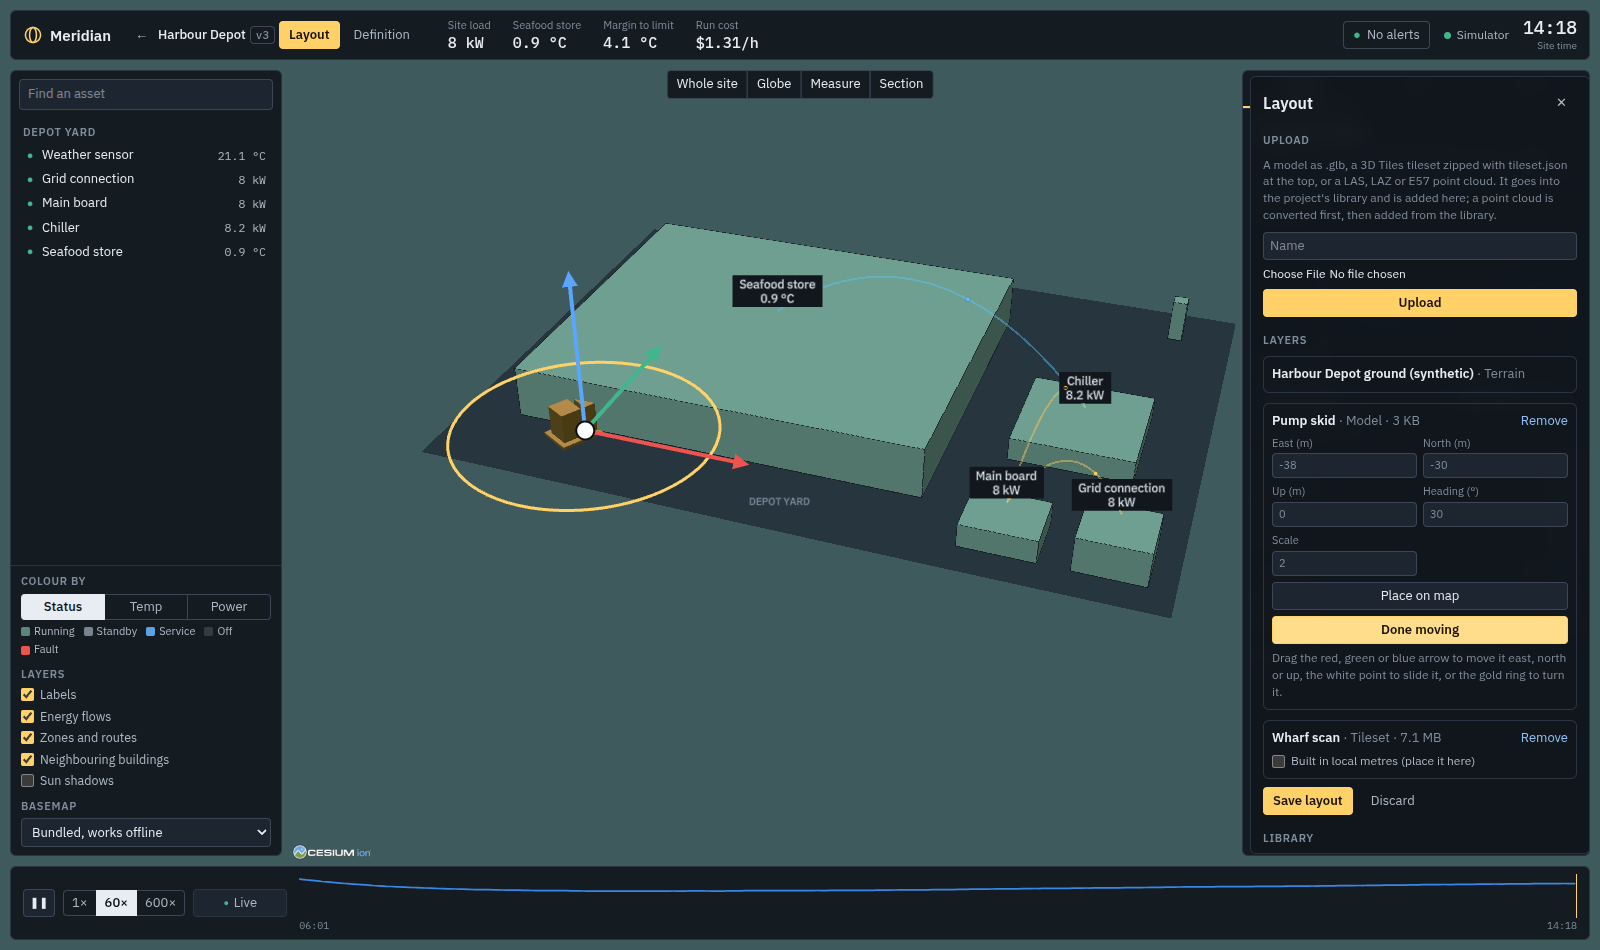 Meridian
← Harbour Depot v3 Layout Definition
Site load
8 kW
Seafood store
0.9 °C
Margin to limit
4.1 °C
Run cost
$1.31/h
No alerts
Simulator
14:18
Site time
Find an asset
DEPOT YARD
Weather sensor 21.1 °C
Grid connection 8 kW
Main board 8 kW
Chiller 8.2 kW
Seafood store 0.9 °C
COLOUR BY
Status Temp Power
Running Standby Service Off
Fault
LAYERS
Labels
Energy flows
Zones and routes
Neighbouring buildings
Sun shadows
BASEMAP
Bundled, works offline
Whole site Globe Measure Section
Seafood store
0.9 °C
Chiller
8.2 kW
Main board
8 kW
Grid connection
8 kW
DEPOT YARD
CESIUM ion
Layout ×
UPLOAD
A model as .glb, a 3D Tiles tileset zipped with tileset.json
at the top, or a LAS, LAZ or E57 point cloud. It goes into
the project's library and is added here; a point cloud is
converted first, then added from the library.
Name
Choose File No file chosen
Upload
LAYERS
Harbour Depot ground (synthetic) · Terrain
Pump skid · Model · 3 KB Remove
East (m) North (m)
-38 -30
Up (m) Heading (°)
0 30
Scale
2
Place on map
Done moving
Drag the red, green or blue arrow to move it east, north
or up, the white point to slide it, or the gold ring to turn
it.
Wharf scan · Tileset · 7.1 MB Remove
Built in local metres (place it here)
Save layout Discard
LIBRARY
1× 60× 600× Live
06:01 14:18